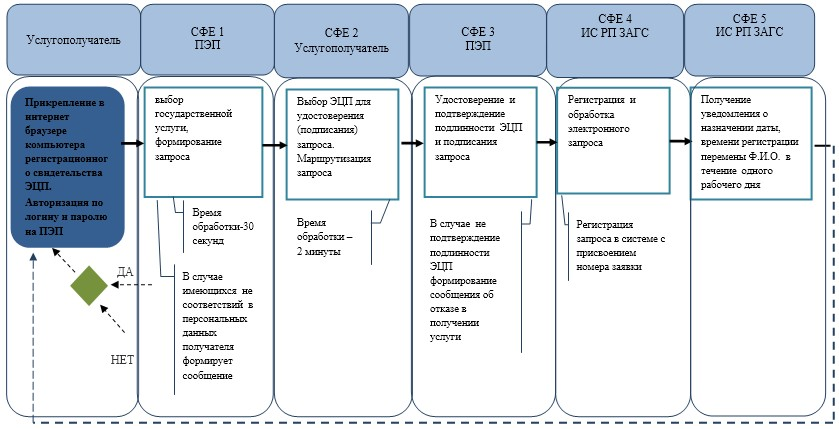 Услугополучатель
СФЕ 1
ПЭП
СФЕ 2
Услугополучатель
СФЕ 3
ПЭП
СФЕ 4
ИС РП ЗАГС
СФЕ 5
ИС РП ЗАГС
Прикрепление в
интернет
браузере
компьютера
регистрационног
о свидетельства
ЭЦП.
Авторизация по
логину и паролю
на ПЭП
выбор
государственной
услуги,
формирование
запроса
Выбор ЭЦП для
удостоверения
(подписания)
запроса.
Маршрутизация
запроса
Удостоверение и
подтверждение
подлинности ЭЦП
и подписания
запроса
Регистрация и
обработка
электронного
запроса
Получение
уведомления о
назначении даты,
времени регистрации
перемены Ф.И.О. в
течение одного
рабочего дня
Время
обработки-30
секунд
Время
обработки –
2 минуты
В случае не
подтверждение
подлинности
ЭЦП
формирование
сообщения об
отказе в
получении
услуги
Регистрация
запроса в системе с
присвоением
номера заявки
ДА
НЕТ
В случае
имеющихся не
соответствий в
персональных
данных
получателя
формирует
сообщение